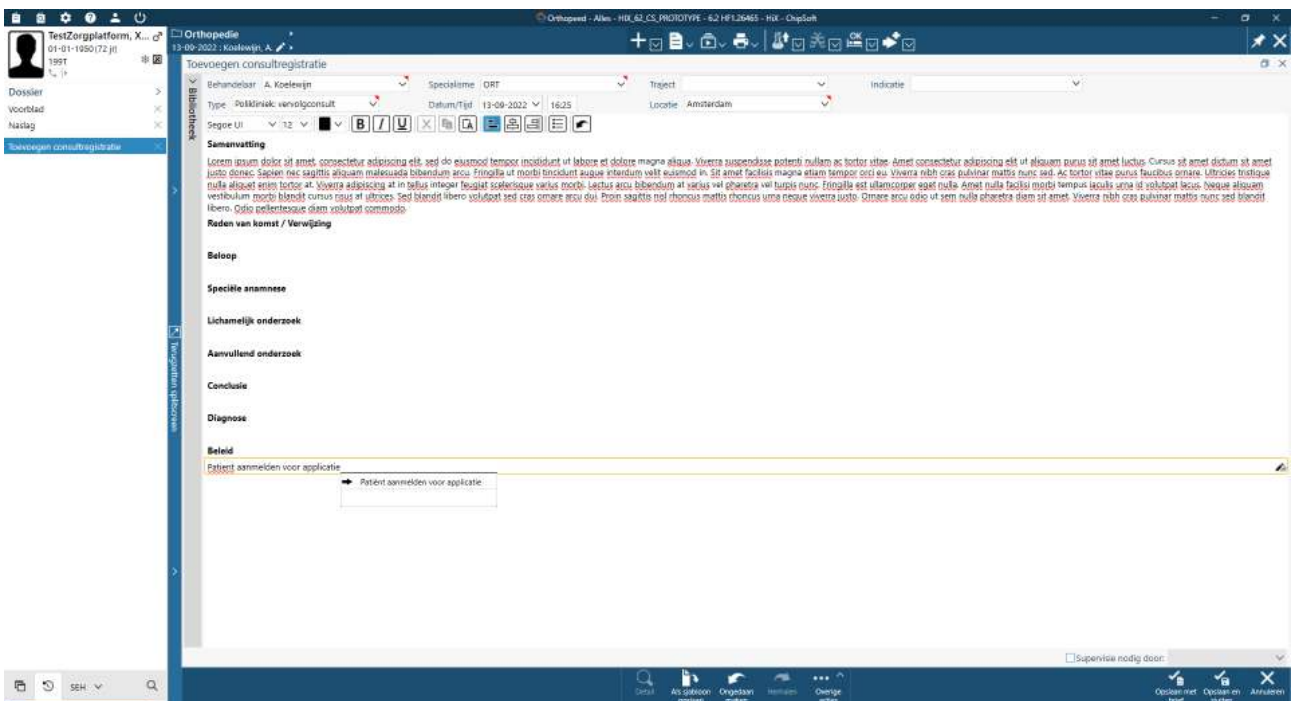 Orthopeed - Alles - HIX_62_CS_PROTOTYPE - 6.2 HF1.26465 - HiX - ChipSoft
TestZorgplatform, X...
01-01-1950 (72 jr)
1991
Dossier
Voorblad
Naslag
Toevoegen consultregistratie
Orthopedie
13-09-2022 : Koelewijn, A.
Toevoegen consultregistratie
Bibliotheek
Behandelaar A. Koelewijn Specialisme ORT Traject Indicatie
Type Polikliniek: vervolgconsult Datum/Tijd 13-09-2022 16:25 Locatie Amsterdam
Segoe UI 12 B I U
Samenvatting
Lorem ipsum dolor sit amet, consectetur adipiscing elit, sed do eiusmod tempor incididunt ut labore et dolore magna aliqua. Viverra suspendisse potenti nullam ac tortor vitae. Amet consectetur adipiscing elit ut aliquam purus sit amet luctus. Cursus sit amet dictum sit amet
justo donec. Sapien nec sagittis aliquam malesuada bibendum arcu. Fringilla ut morbi tincidunt augue interdum velit euismod in. Sit amet facilisis magna etiam tempor orci eu. Viverra nibh cras pulvinar mattis nunc sed. Ac tortor vitae purus faucibus ornare. Ultricies tristique
nulla aliquet enim tortor at. Viverra adipiscing at in tellus integer feugiat scelerisque varius morbi. Lectus arcu bibendum at varius vel pharetra vel turpis nunc. Fringilla est ullamcorper eget nulla. Amet nulla facilisi morbi tempus iaculis urna id volutpat lacus. Neque aliquam
vestibulum morbi blandit cursus risus at ultrices. Sed blandit libero volutpat sed cras ornare arcu dui. Proin sagittis nisl rhoncus mattis rhoncus urna neque viverra justo. Ornare arcu odio ut sem nulla pharetra diam sit amet. Viverra nibh cras pulvinar mattis nunc sed blandit
libero. Odio pellentesque diam volutpat commodo.
Reden van komst / Verwijzing
Beloop
Speciële anamnese
Lichamelijk onderzoek
Aanvullend onderzoek
Conclusie
Diagnose
Beleid
Patient aanmelden voor applicatie
Patiënt aanmelden voor applicatie
Terugzetten splitscreen
Supervisie nodig door:
SEH
Detail
Als sjabloon
Ongedaan
Herhalen
Overige
Opslaan met
Opslaan en
Annuleren